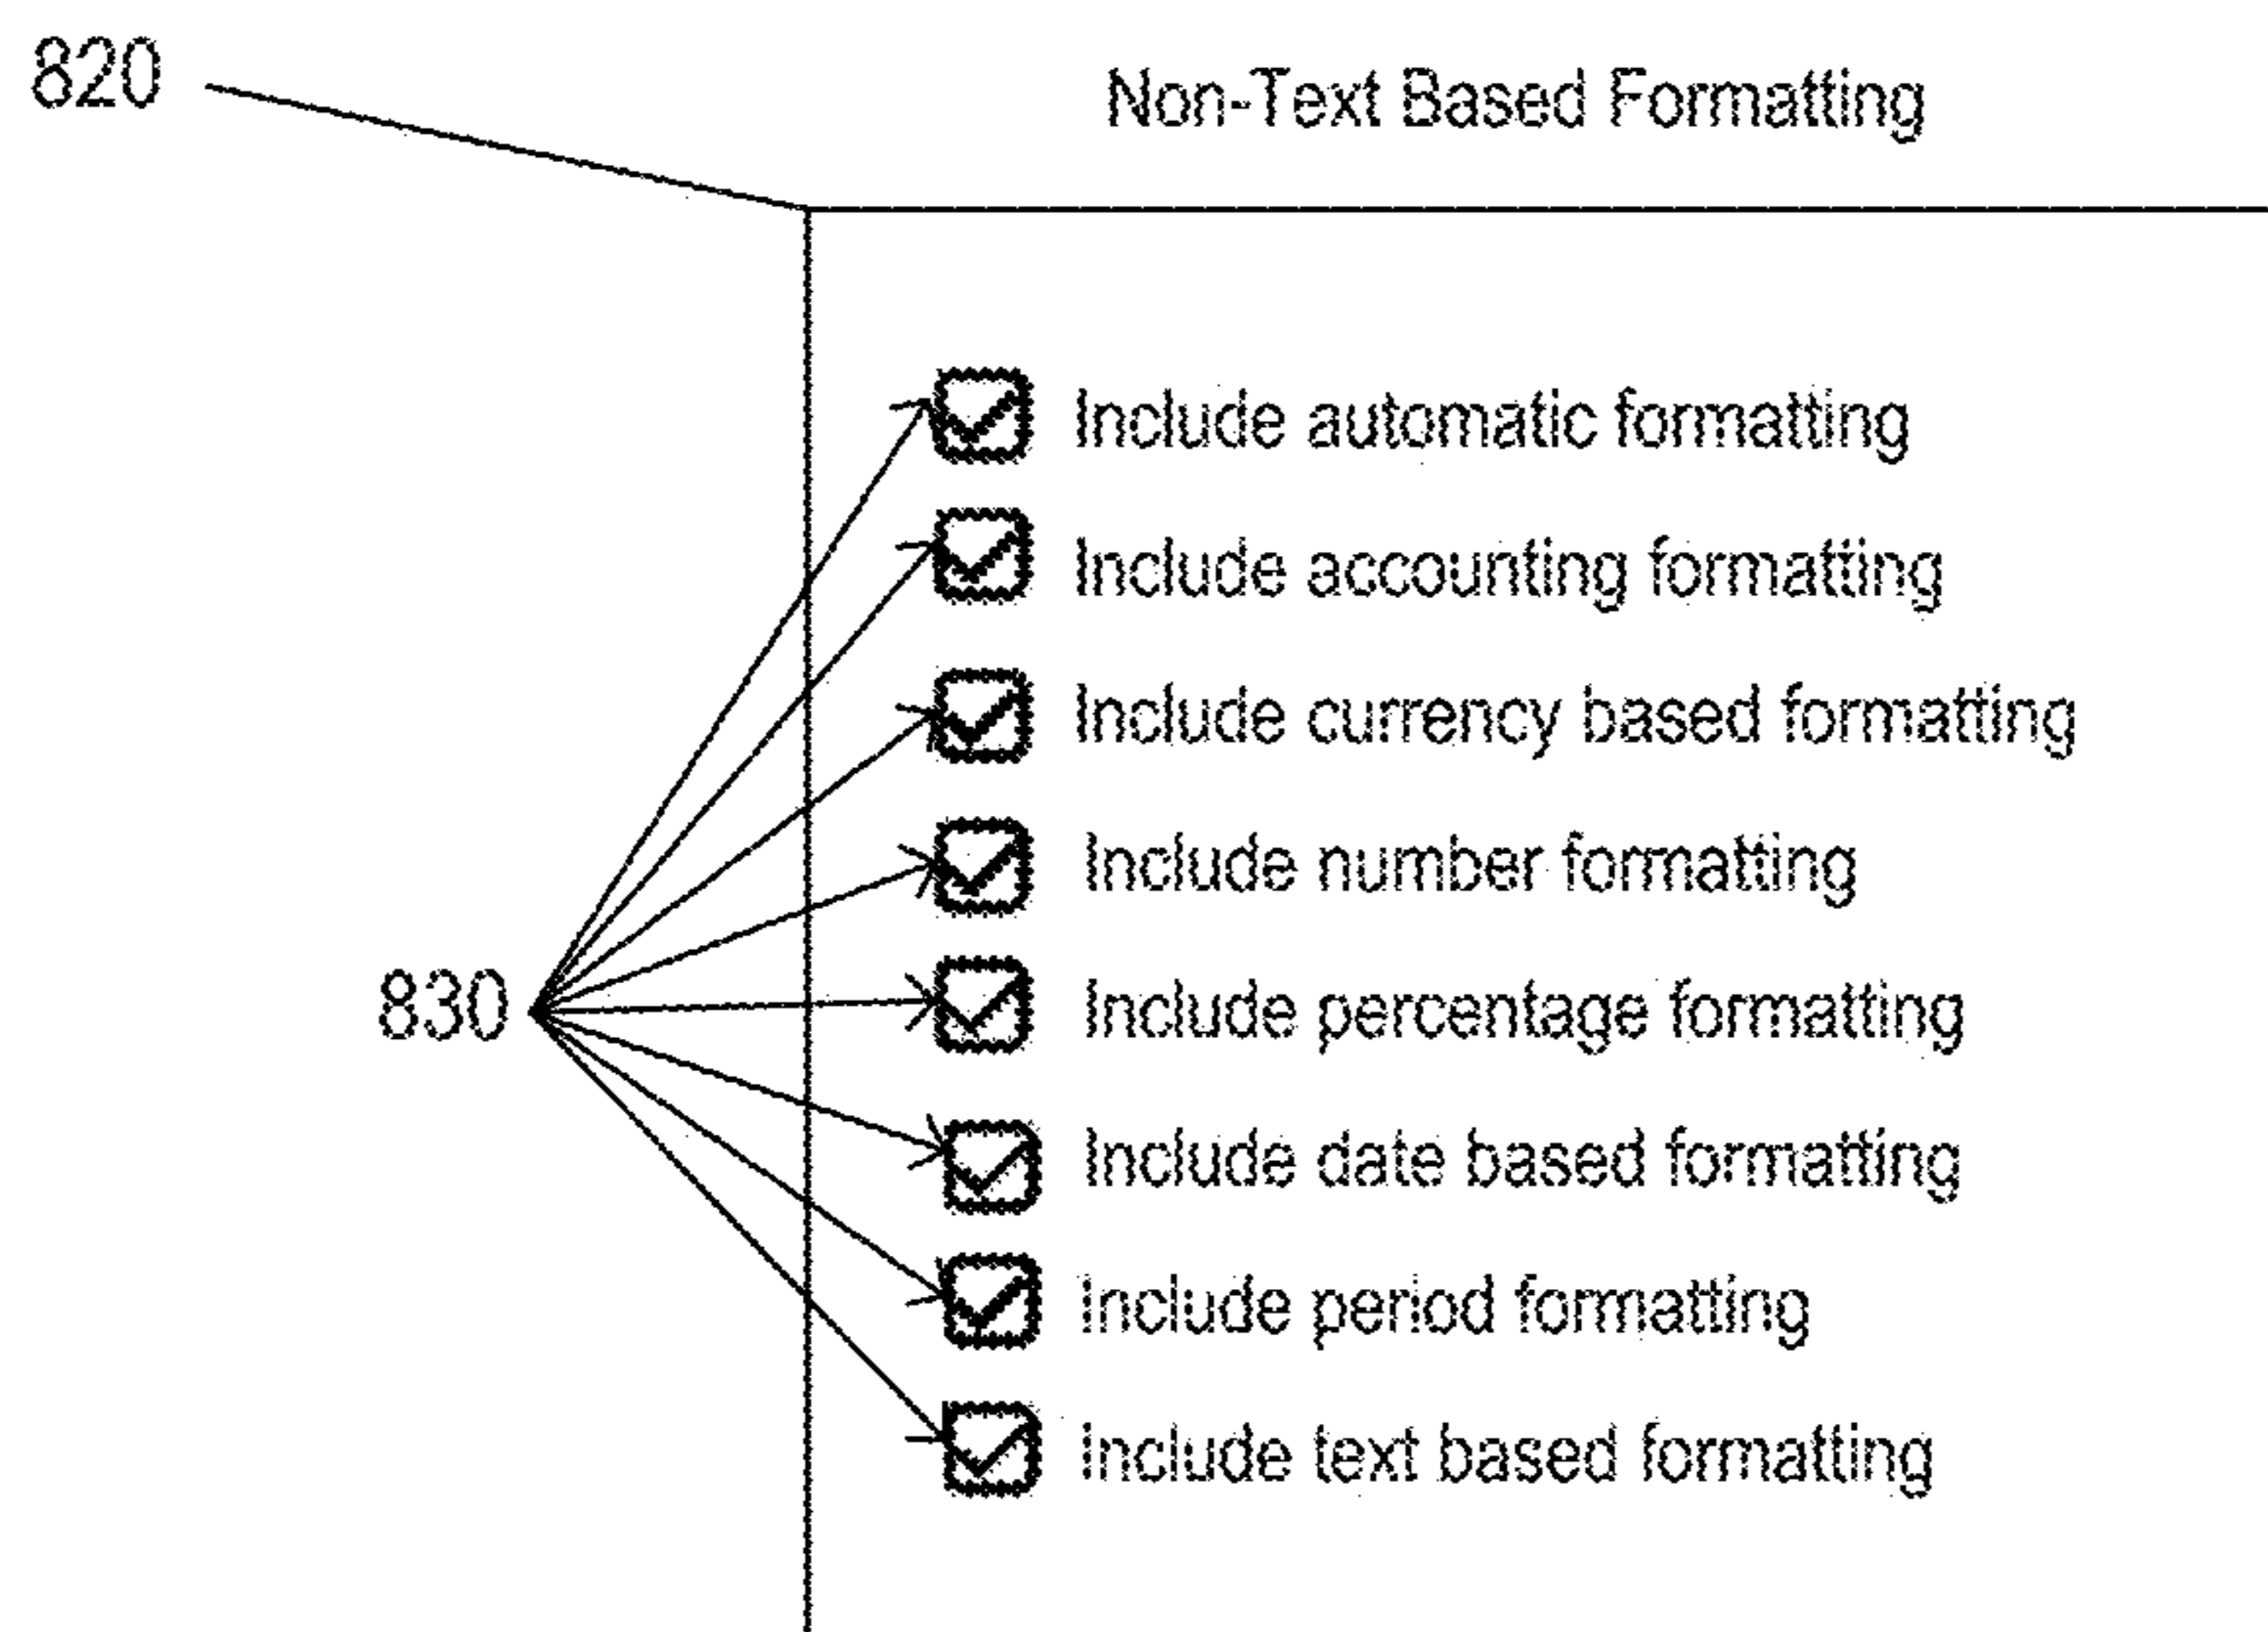 820
Non-Text Based Formatting
Include automatic formatting
Include accounting formatting
Include currency based formatting
Include number formatting
830
Include percentage formatting
Include date based formatting
Include period formatting
Include text based formatting